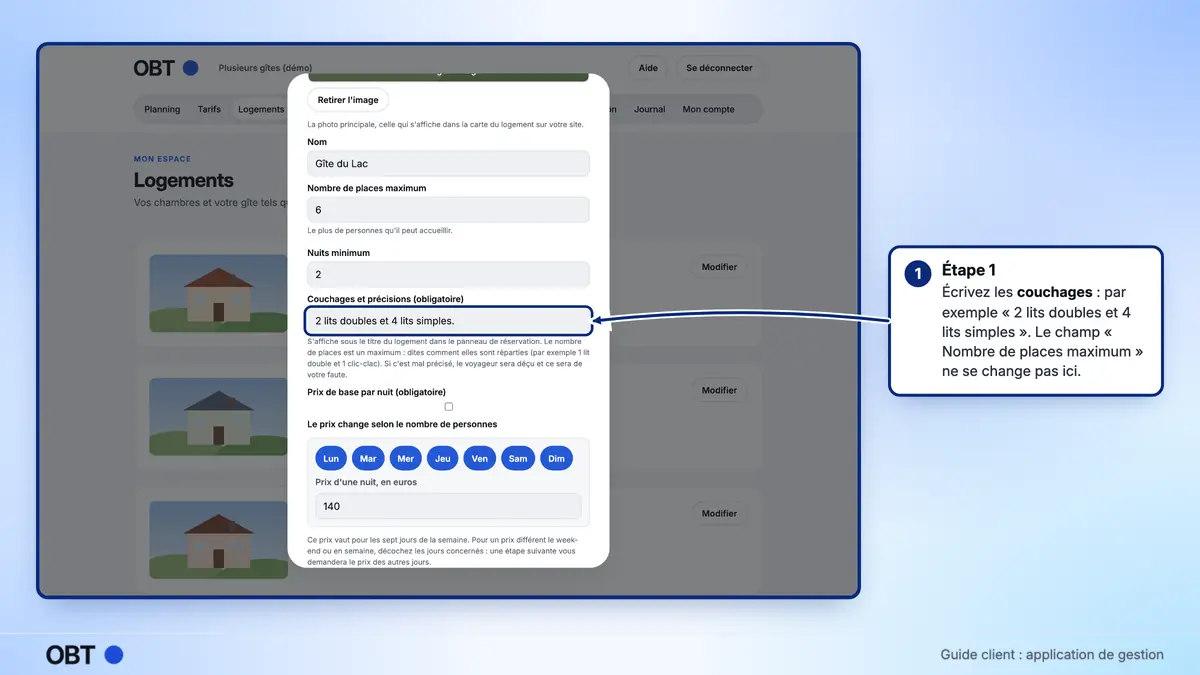 OBT
Plusieurs gîtes (démo)
Aide
Se déconnecter
Planning
Tarifs
Logements
Journal
Mon compte
MON ESPACE
Logements
Vos chambres et votre gîte tels
Modifier
Modifier
Modifier
Retirer l'image
La photo principale, celle qui s'affiche dans la carte du logement sur votre site.
Nom
Gîte du Lac
Nombre de places maximum
6
Le plus de personnes qu'il peut accueillir.
Nuits minimum
2
Couchages et précisions (obligatoire)
2 lits doubles et 4 lits simples.
S'affiche sous le titre du logement dans le panneau de réservation. Le nombre
de places est un maximum : dites comment elles sont réparties (par exemple 1 lit
double et 1 clic-clac). Si c'est mal précisé, le voyageur sera déçu et ce sera de
votre faute.
Prix de base par nuit (obligatoire)
Le prix change selon le nombre de personnes
Lun Mar Mer Jeu Ven Sam Dim
Prix d'une nuit, en euros
140
Ce prix vaut pour les sept jours de la semaine. Pour un prix différent le week-
end ou en semaine, décochez les jours concernés : une étape suivante vous
demandera le prix des autres jours.
1
Étape 1
Écrivez les couchages : par
exemple « 2 lits doubles et 4
lits simples ». Le champ «
Nombre de places maximum »
ne se change pas ici.
OBT
Guide client : application de gestion